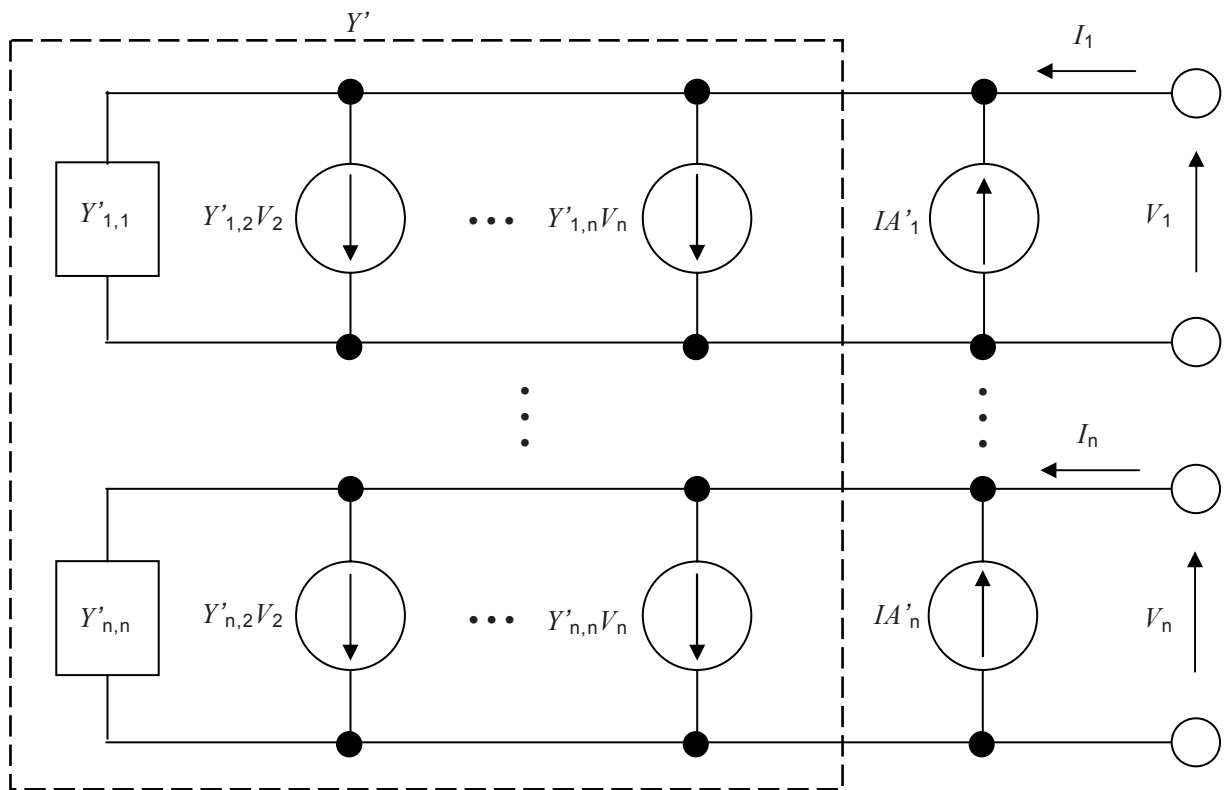 Y'
I1
Y'1,1
Y'1,2V2
•••
Y'1,nVn
IA'1
V1
In
Y'n,n
Y'n,2V2
•••
Y'n,nVn
IA'n
Vn